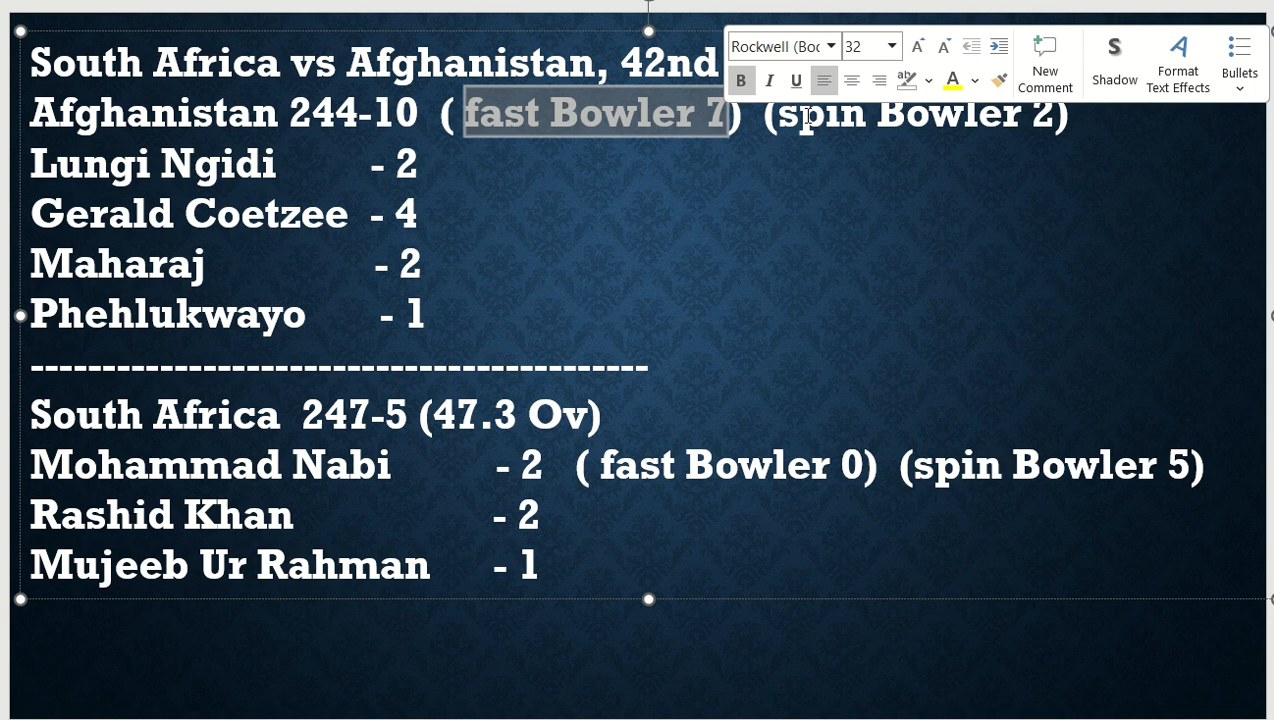 South Africa vs Afghanistan, 42nd
Rockwell (Boc 32
New Comment
Shadow
Format Text Effects
Bullets
Afghanistan 244-10 ( fast Bowler 7) (spin Bowler 2)
Lungi Ngidi - 2
Gerald Coetzee - 4
Maharaj - 2
Phehlukwayo - 1
-------------------------------------------
South Africa 247-5 (47.3 Ov)
Mohammad Nabi - 2 ( fast Bowler 0) (spin Bowler 5)
Rashid Khan - 2
Mujeeb Ur Rahman - 1